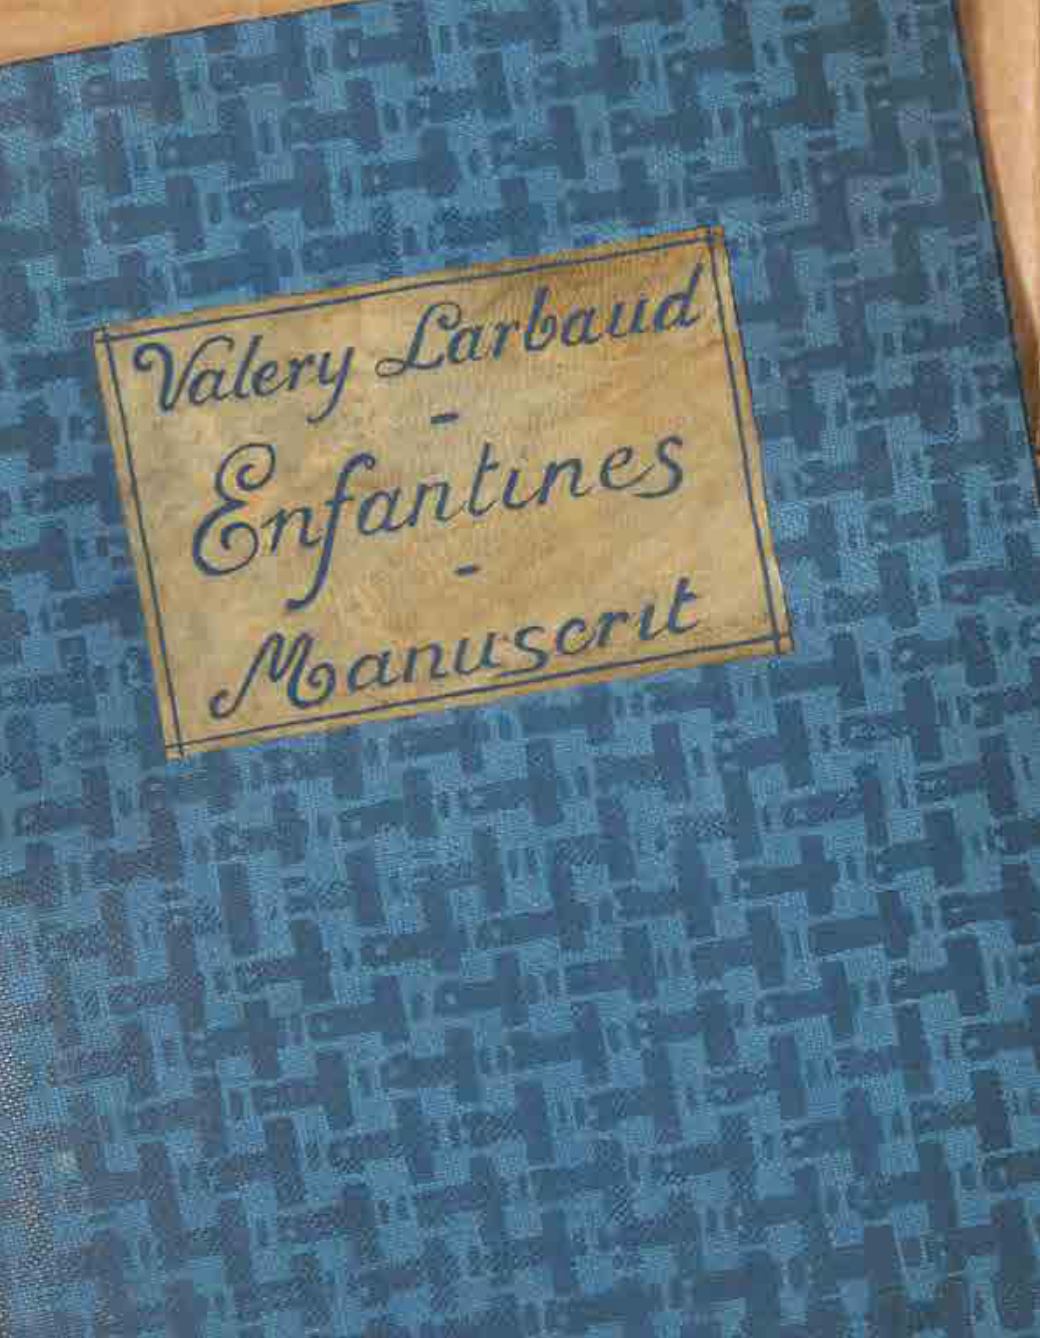 Valery Larbaud
-
Enfantines
-
Manuscrit